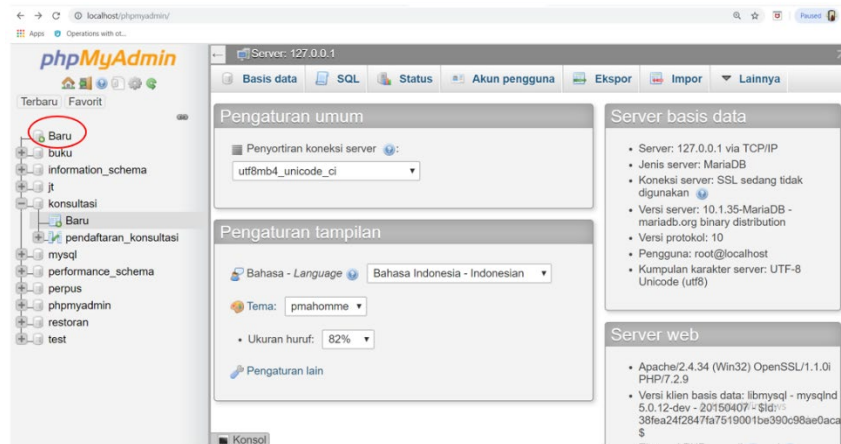 localhost/phpmyadmin/
Paused
Apps
Operations with ot...
phpMyAdmin
Terbaru
Favorit
Baru
buku
information_schema
jt
konsultasi
Baru
pendaftaran_konsultasi
mysql
performance_schema
perpus
phpmyadmin
restoran
test
Server: 127.0.0.1
Basis data
SQL
Status
Akun pengguna
Ekspor
Impor
Lainnya
Pengaturan umum
Penyortiran koneksi server
:
utf8mb4_unicode_ci
Pengaturan tampilan
Bahasa - Language
Bahasa Indonesia - Indonesian
Tema: pmahomme
• Ukuran huruf: 82%
Pengaturan lain
Konsol
Server basis data
• Server: 127.0.0.1 via TCP/IP
• Jenis server: MariaDB
• Koneksi server: SSL sedang tidak
digunakan
• Versi server: 10.1.35-MariaDB -
mariadb.org binary distribution
• Versi protokol: 10
• Pengguna: root@localhost
• Kumpulan karakter server: UTF-8
Unicode (utf8)
Server web
• Apache/2.4.34 (Win32) OpenSSL/1.1.0i
PHP/7.2.9
• Versi klien basis data: libmysql - mysqlnd
5.0.12-dev - 20150407 - $Id:
38fea24f2847fa7519001be390c98ae0aca
$